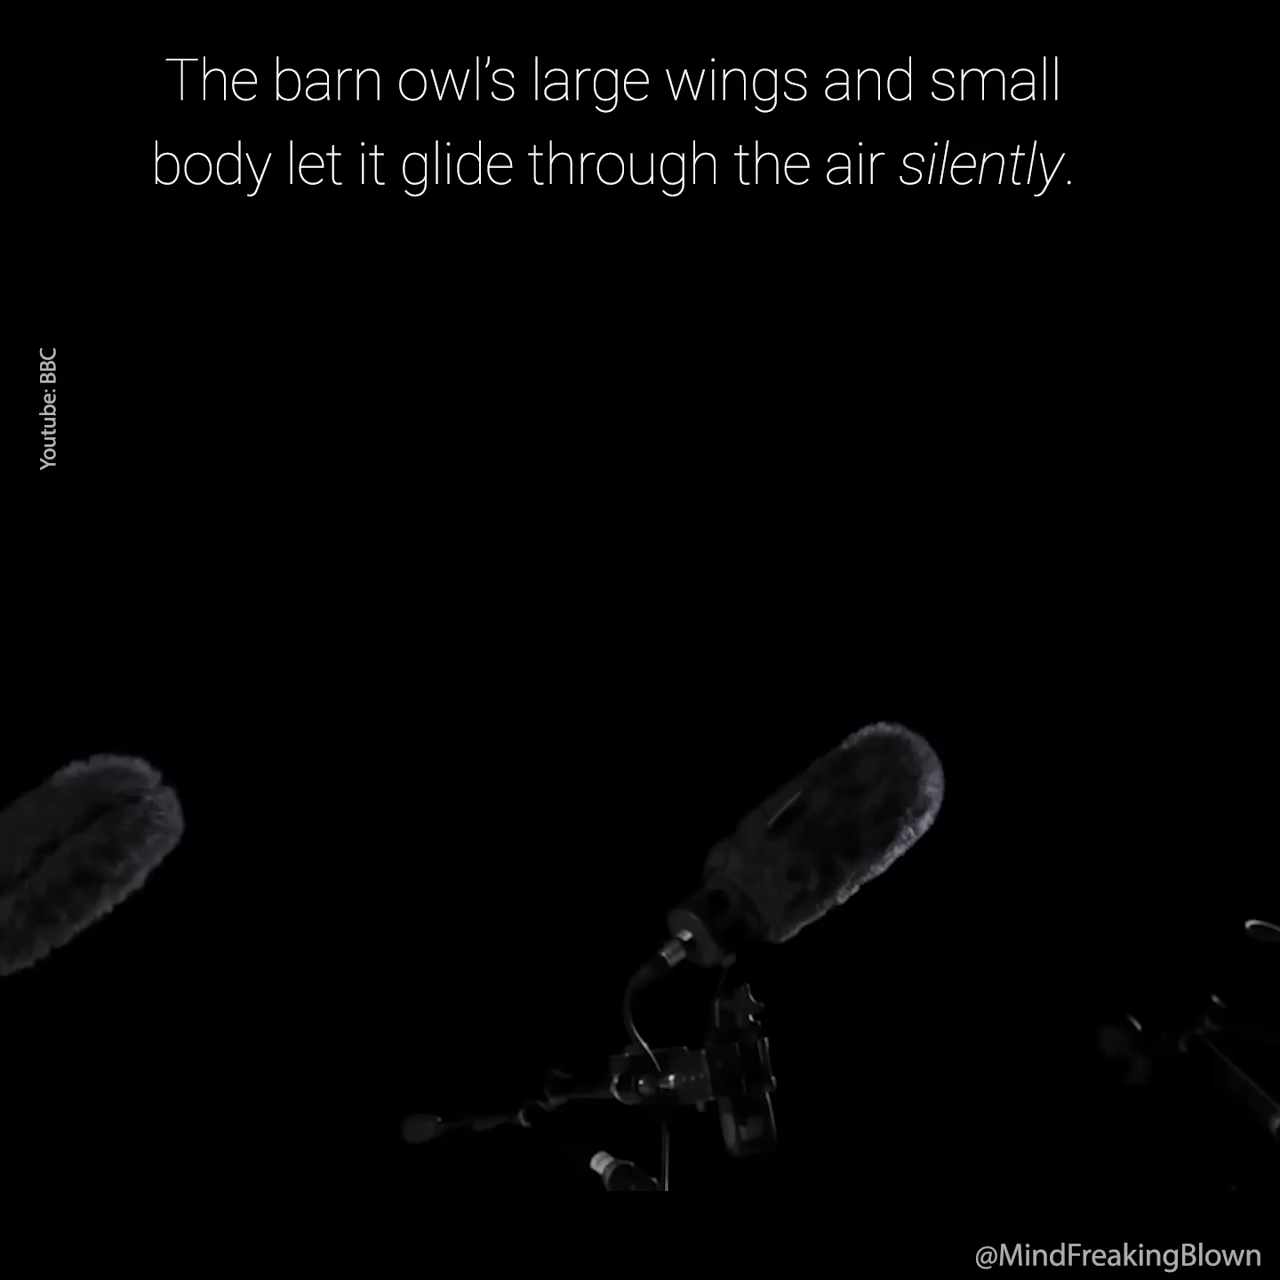 The barn owl’s large wings and small
body let it glide through the air silently.
Youtube: BBC
@MindFreakingBlown